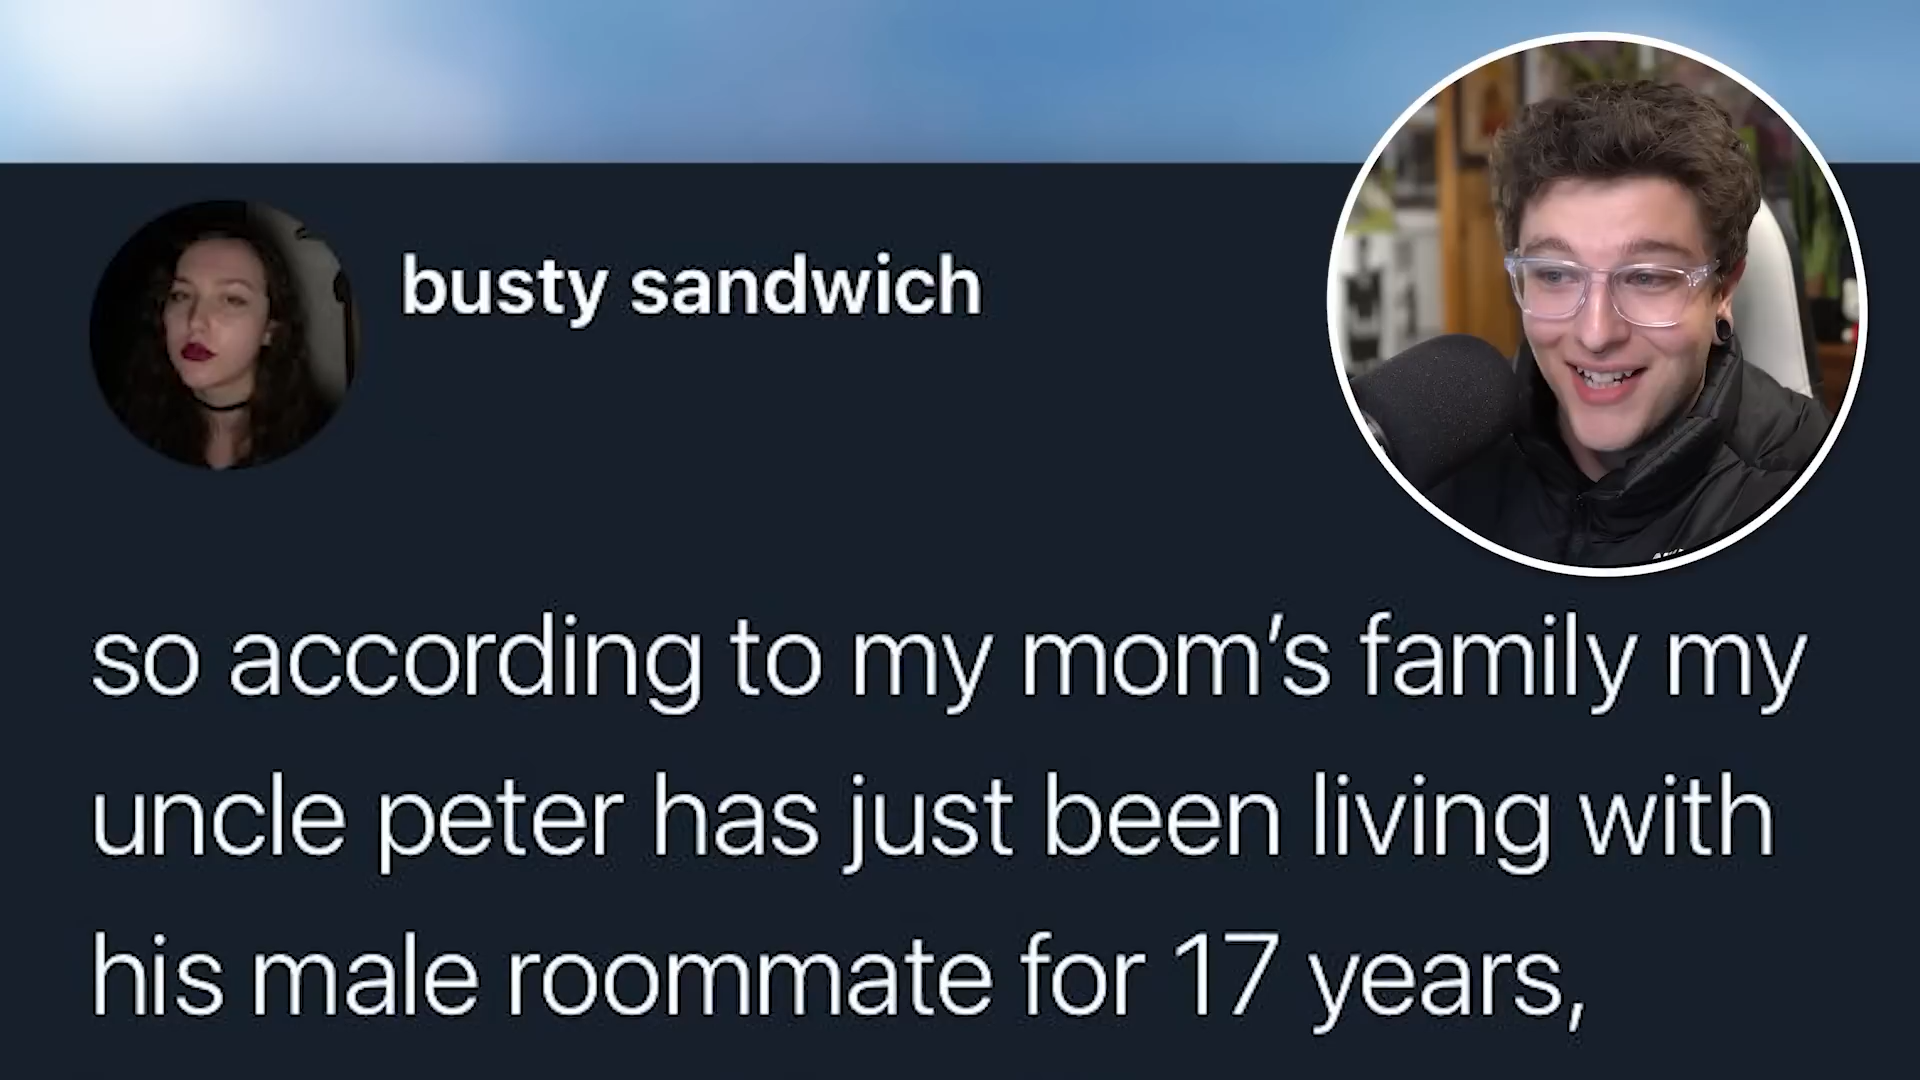 busty sandwich
so according to my mom's family my
uncle peter has just been living with
his male roommate for 17 years,